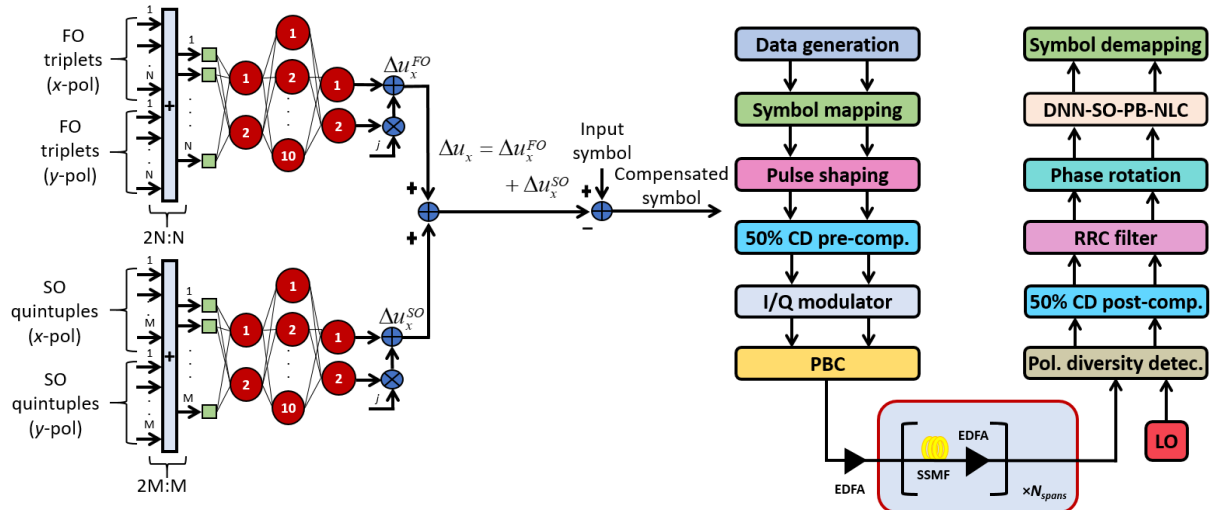 FO
triplets
(x-pol)
FO
triplets
(y-pol)
1
N
1
N
+
2N:N
1
N
1
2
1
2
10
1
2
Δu_x^{FO}
j
SO
quintuples
(x-pol)
SO
quintuples
(y-pol)
1
M
1
M
+
2M:M
1
M
1
2
1
2
10
1
2
Δu_x^{SO}
j
+
+
Δu_x = Δu_x^{FO}
+ Δu_x^{SO}
Input
symbol
+
−
Compensated
symbol
Data generation
Symbol mapping
Pulse shaping
50% CD pre-comp.
I/Q modulator
PBC
EDFA
SSMF
EDFA
×N_{spans}
Symbol demapping
DNN-SO-PB-NLC
Phase rotation
RRC filter
50% CD post-comp.
Pol. diversity detec.
LO